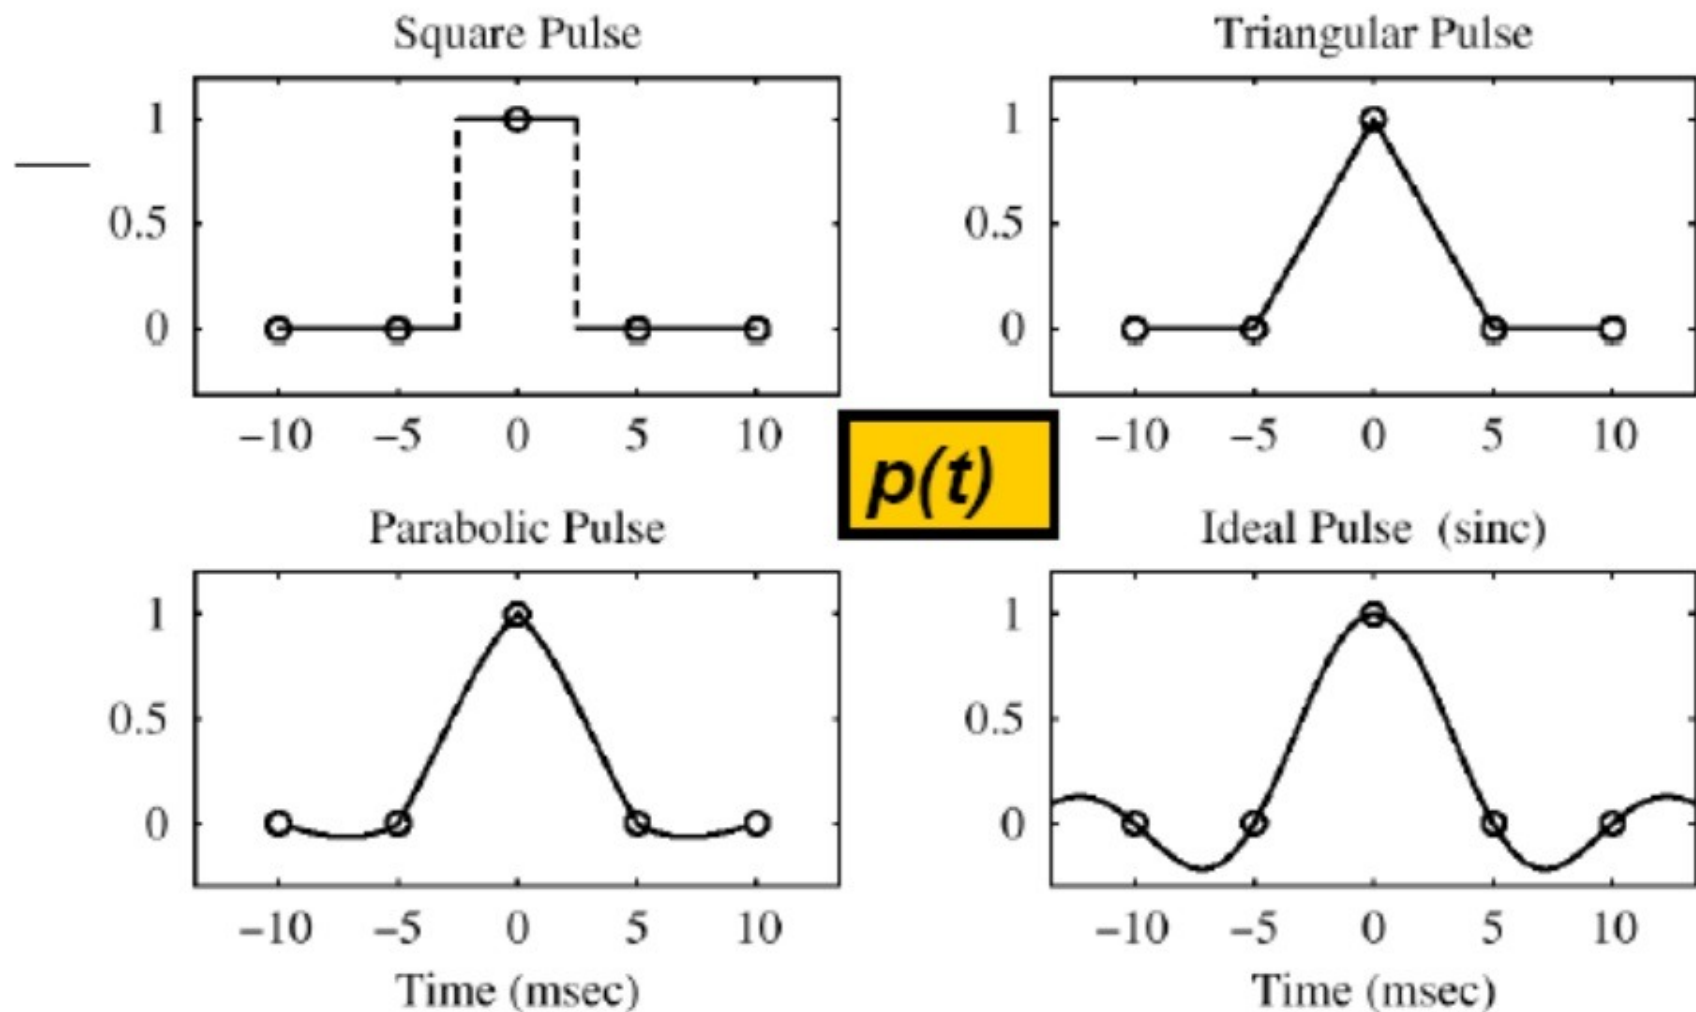 Square Pulse
1
0.5
0
−10 −5 0 5 10
Triangular Pulse
1
0.5
0
−10 −5 0 5 10
p(t)
Parabolic Pulse
1
0.5
0
−10 −5 0 5 10
Time (msec)
Ideal Pulse (sinc)
1
0.5
0
−10 −5 0 5 10
Time (msec)